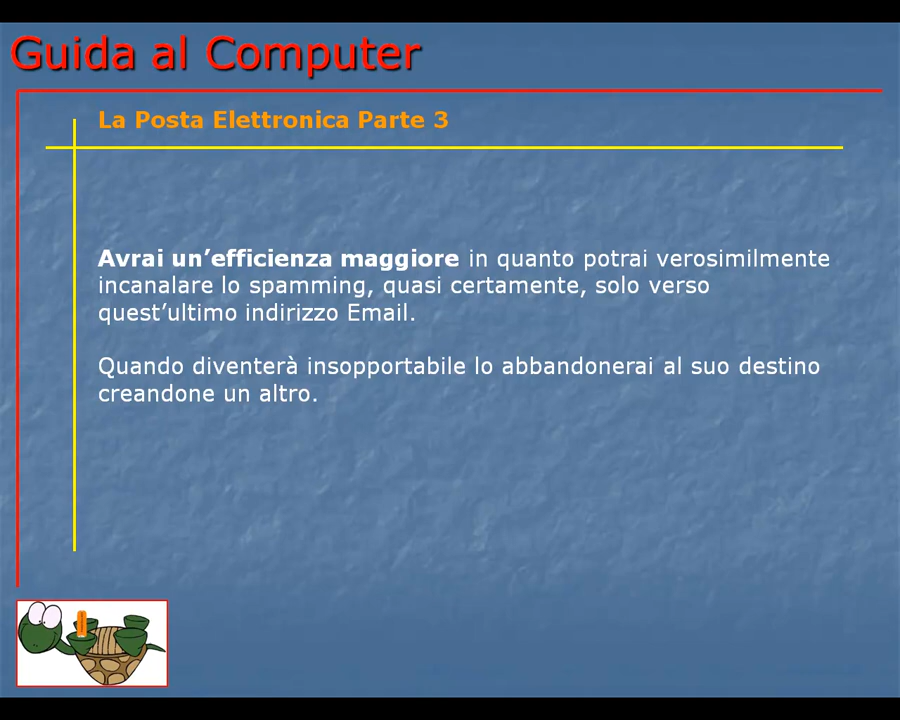 Guida al Computer
La Posta Elettronica Parte 3
Avrai un’efficienza maggiore in quanto potrai verosimilmente
incanalare lo spamming, quasi certamente, solo verso
quest’ultimo indirizzo Email.
Quando diventerà insopportabile lo abbandonerai al suo destino
creandone un altro.